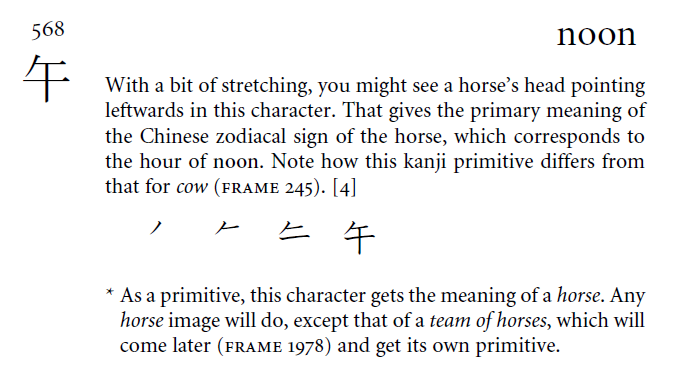 568
noon
午
With a bit of stretching, you might see a horse’s head pointing
leftwards in this character. That gives the primary meaning of
the Chinese zodiacal sign of the horse, which corresponds to
the hour of noon. Note how this kanji primitive differs from
that for cow (FRAME 245). [4]
午
* As a primitive, this character gets the meaning of a horse. Any
horse image will do, except that of a team of horses, which will
come later (FRAME 1978) and get its own primitive.